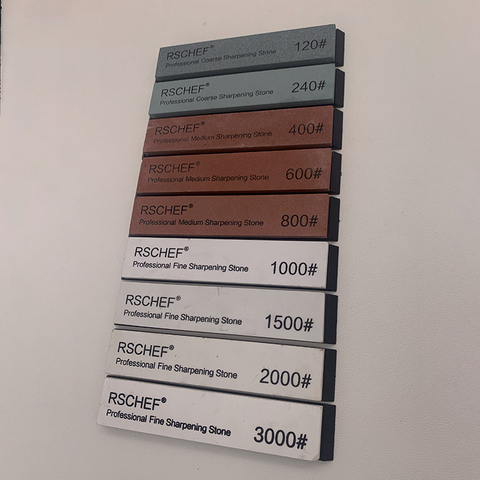 RSCHEF®
Professional Coarse Sharpening Stone 120#
RSCHEF®
Professional Coarse Sharpening Stone 240#
RSCHEF®
Professional Medium Sharpening Stone 400#
RSCHEF®
Professional Medium Sharpening Stone 600#
RSCHEF®
Professional Medium Sharpening Stone 800#
RSCHEF®
Professional Fine Sharpening Stone 1000#
RSCHEF®
Professional Fine Sharpening Stone 1500#
RSCHEF®
Professional Fine Sharpening Stone 2000#
RSCHEF®
Professional Fine Sharpening Stone 3000#